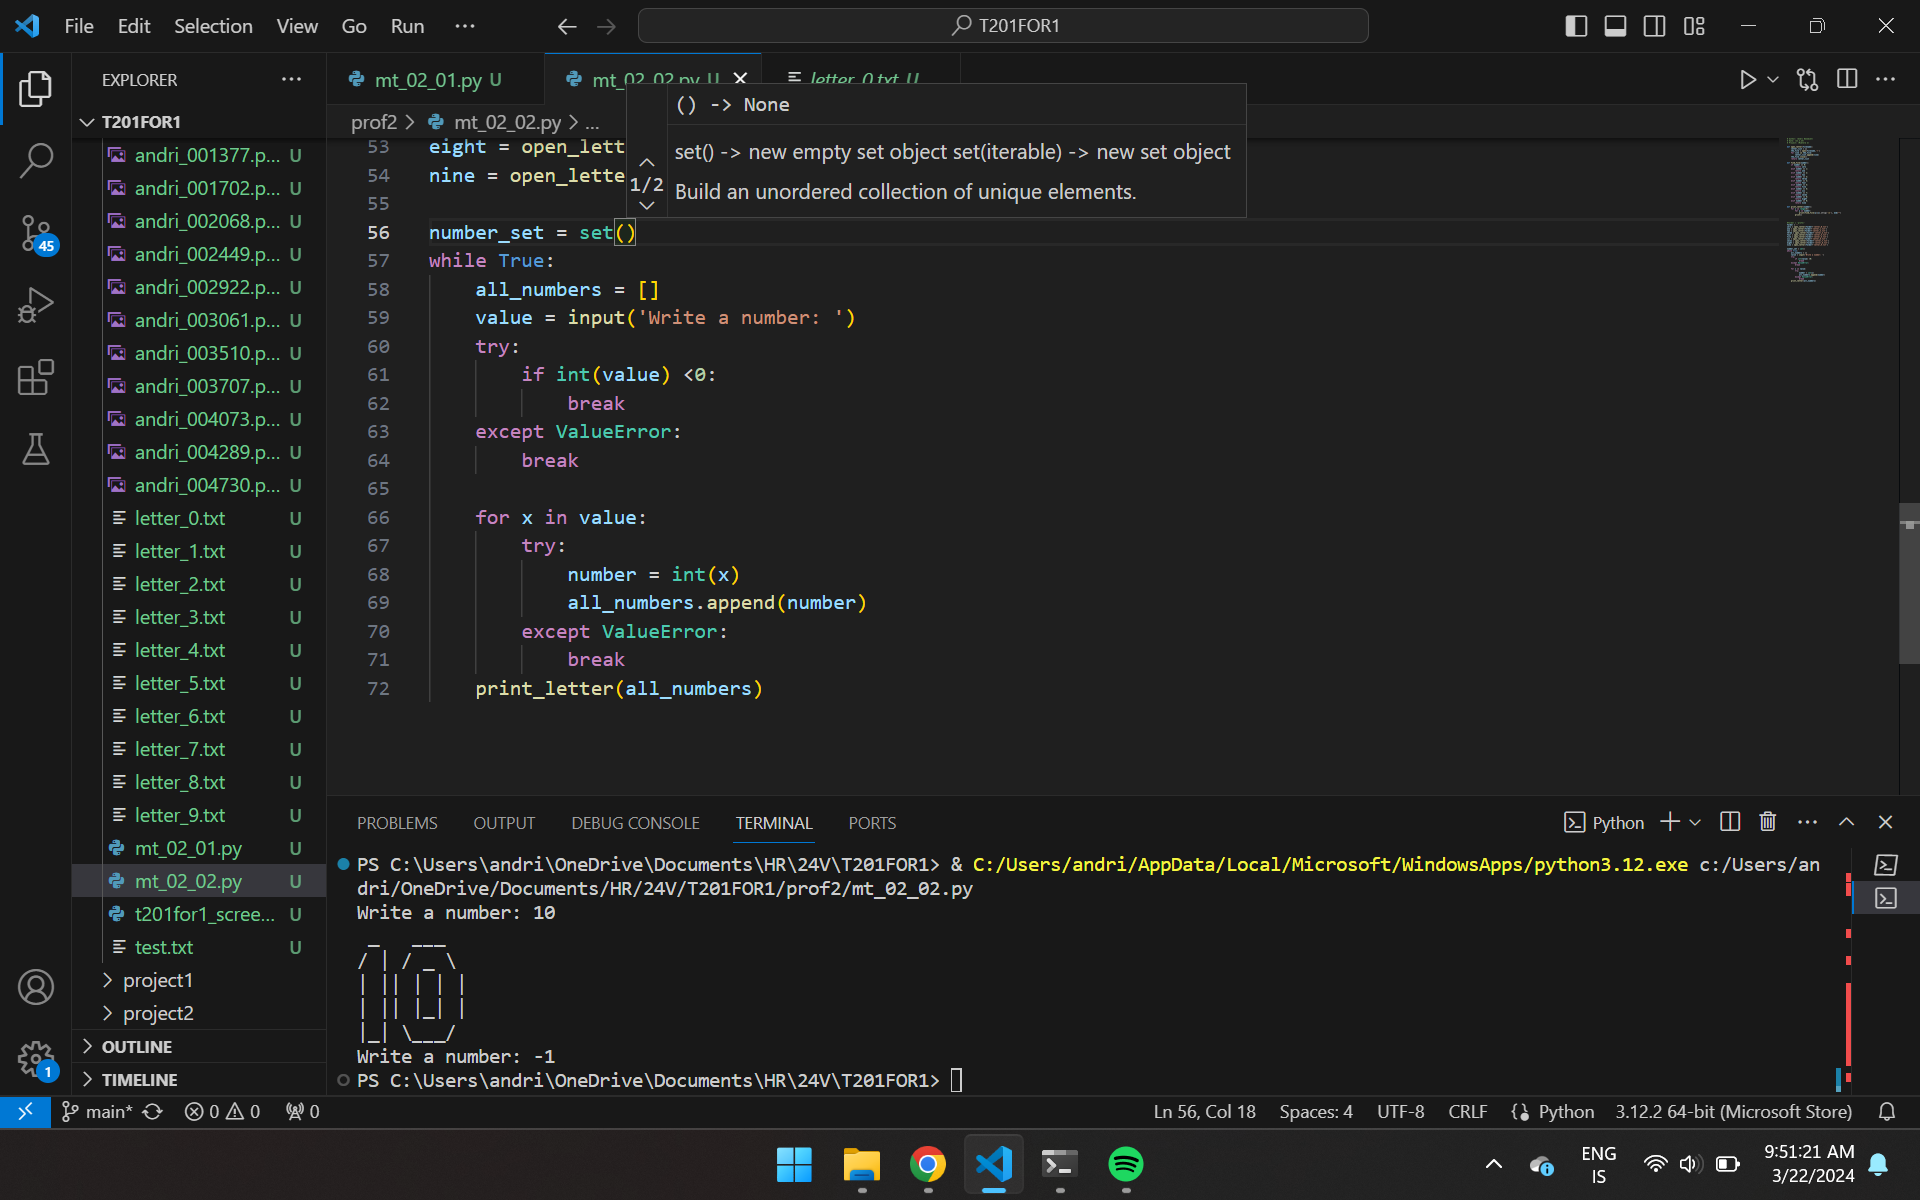 File Edit Selection View Go Run ···
T201FOR1
EXPLORER ···
T201FOR1
andri_001377.p... U
andri_001702.p... U
andri_002068.p... U
andri_002449.p... U
andri_002922.p... U
andri_003061.p... U
andri_003510.p... U
andri_003707.p... U
andri_004073.p... U
andri_004289.p... U
andri_004730.p... U
letter_0.txt U
letter_1.txt U
letter_2.txt U
letter_3.txt U
letter_4.txt U
letter_5.txt U
letter_6.txt U
letter_7.txt U
letter_8.txt U
letter_9.txt U
mt_02_01.py U
mt_02_02.py U
t201for1_scree... U
test.txt U
project1
project2
OUTLINE
TIMELINE
45
1
mt_02_01.py U
mt_02_02.py U
letter_0.txt U
prof2 > mt_02_02.py > ...
() -> None
set() -> new empty set object set(iterable) -> new set object
1/2
Build an unordered collection of unique elements.
53 eight = open_lett
54 nine = open_lette
55
56 number_set = set()
57 while True:
58 all_numbers = []
59 value = input('Write a number: ')
60 try:
61 if int(value) <0:
62 break
63 except ValueError:
64 break
65
66 for x in value:
67 try:
68 number = int(x)
69 all_numbers.append(number)
70 except ValueError:
71 break
72 print_letter(all_numbers)
PROBLEMS OUTPUT DEBUG CONSOLE TERMINAL PORTS
Python
PS C:\Users\andri\OneDrive\Documents\HR\24V\T201FOR1> & C:/Users/andri/AppData/Local/Microsoft/WindowsApps/python3.12.exe c:/Users/an
dri/OneDrive/Documents/HR/24V/T201FOR1/prof2/mt_02_02.py
Write a number: 10
 _   ___
/ | / _ \
| || | | |
| || |_| |
|_| \___/
Write a number: -1
PS C:\Users\andri\OneDrive\Documents\HR\24V\T201FOR1>
main* 0 0 0
Ln 56, Col 18 Spaces: 4 UTF-8 CRLF Python 3.12.2 64-bit (Microsoft Store)
ENG
IS
9:51:21 AM
3/22/2024